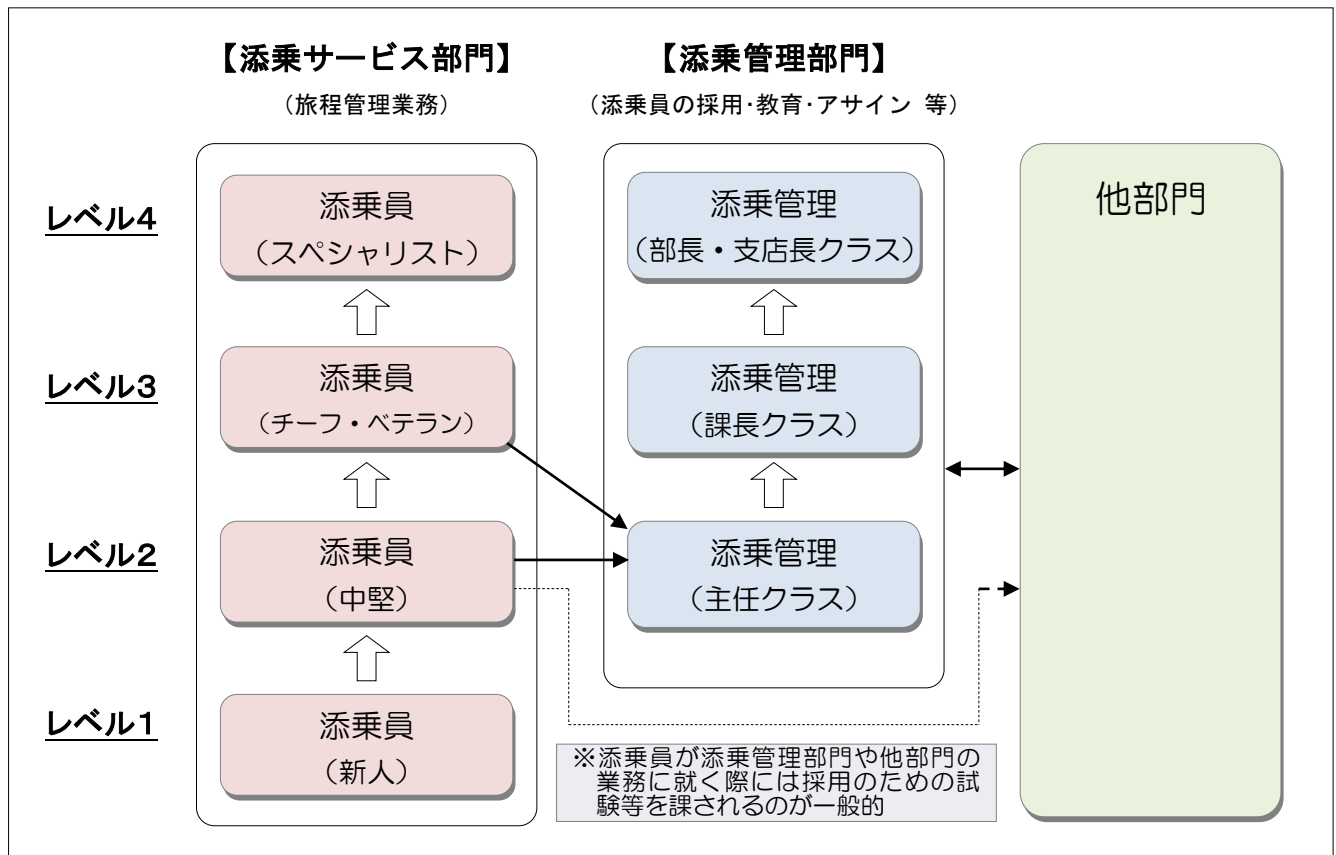 【添乗サービス部門】
(旅程管理業務)
【添乗管理部門】
(添乗員の採用・教育・アサイン 等)
他部門
レベル4
添乗員
(スペシャリスト)
添乗管理
(部長・支店長クラス)
レベル3
添乗員
(チーフ・ベテラン)
添乗管理
(課長クラス)
レベル2
添乗員
(中堅)
添乗管理
(主任クラス)
レベル1
添乗員
(新人)
※添乗員が添乗管理部門や他部門の
業務に就く際には採用のための試
験等を課されるのが一般的